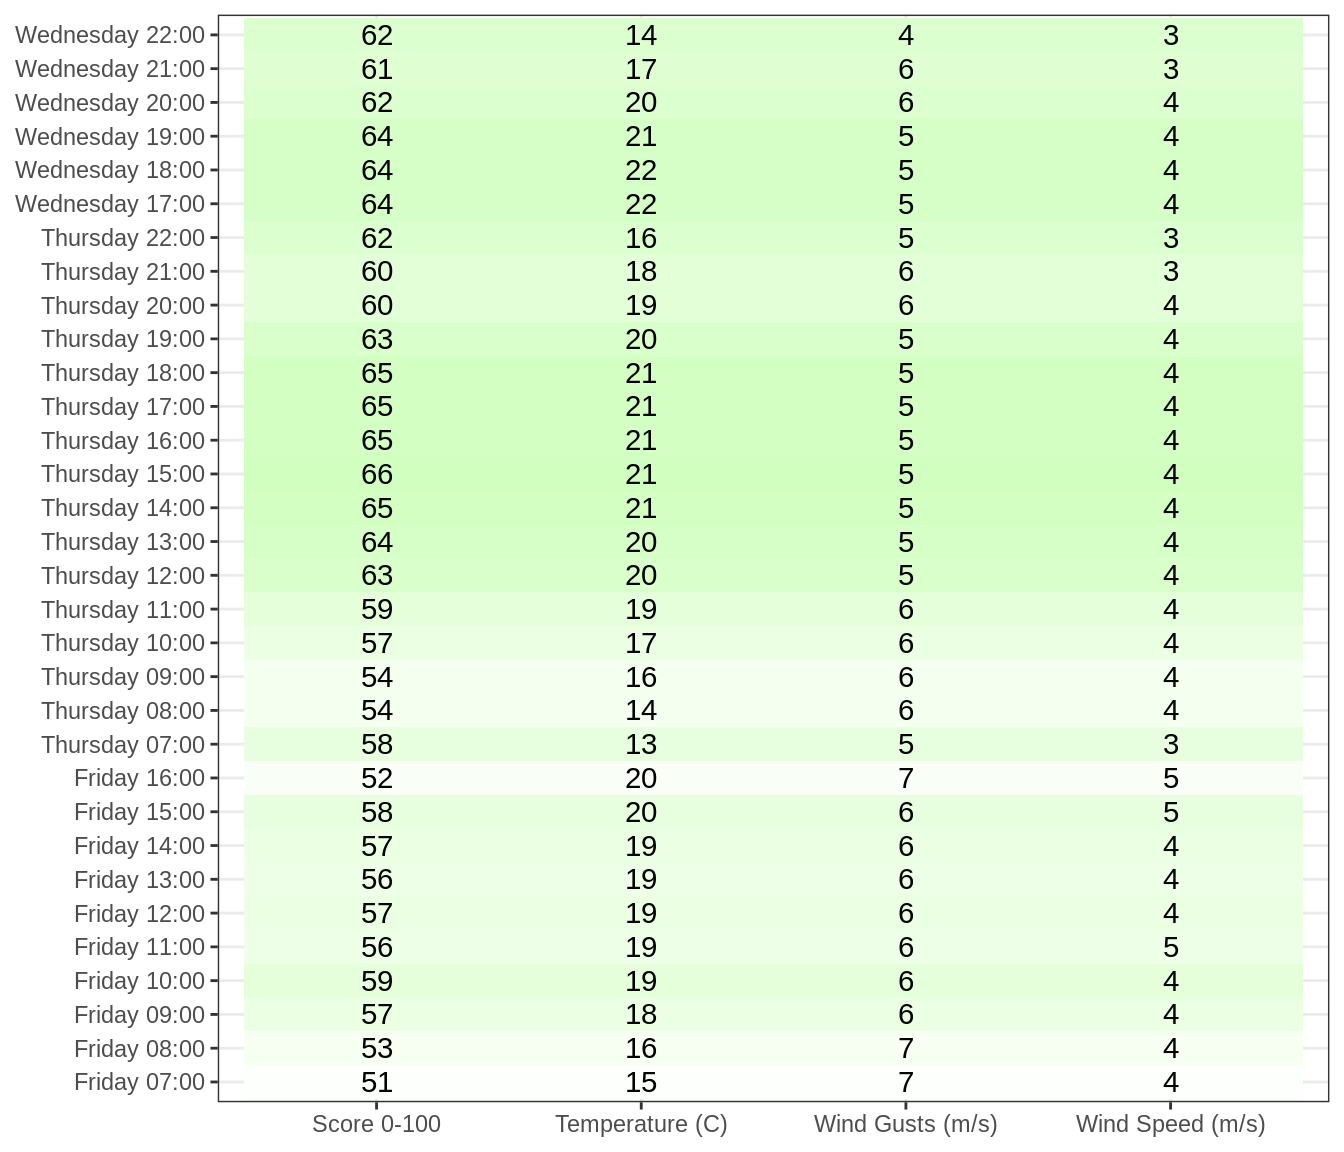 Wednesday 22:00 62 14 4 3
Wednesday 21:00 61 17 6 3
Wednesday 20:00 62 20 6 4
Wednesday 19:00 64 21 5 4
Wednesday 18:00 64 22 5 4
Wednesday 17:00 64 22 5 4
Thursday 22:00 62 16 5 3
Thursday 21:00 60 18 6 3
Thursday 20:00 60 19 6 4
Thursday 19:00 63 20 5 4
Thursday 18:00 65 21 5 4
Thursday 17:00 65 21 5 4
Thursday 16:00 65 21 5 4
Thursday 15:00 66 21 5 4
Thursday 14:00 65 21 5 4
Thursday 13:00 64 20 5 4
Thursday 12:00 63 20 5 4
Thursday 11:00 59 19 6 4
Thursday 10:00 57 17 6 4
Thursday 09:00 54 16 6 4
Thursday 08:00 54 14 6 4
Thursday 07:00 58 13 5 3
Friday 16:00 52 20 7 5
Friday 15:00 58 20 6 5
Friday 14:00 57 19 6 4
Friday 13:00 56 19 6 4
Friday 12:00 57 19 6 4
Friday 11:00 56 19 6 5
Friday 10:00 59 19 6 4
Friday 09:00 57 18 6 4
Friday 08:00 53 16 7 4
Friday 07:00 51 15 7 4
Score 0-100 Temperature (C) Wind Gusts (m/s) Wind Speed (m/s)